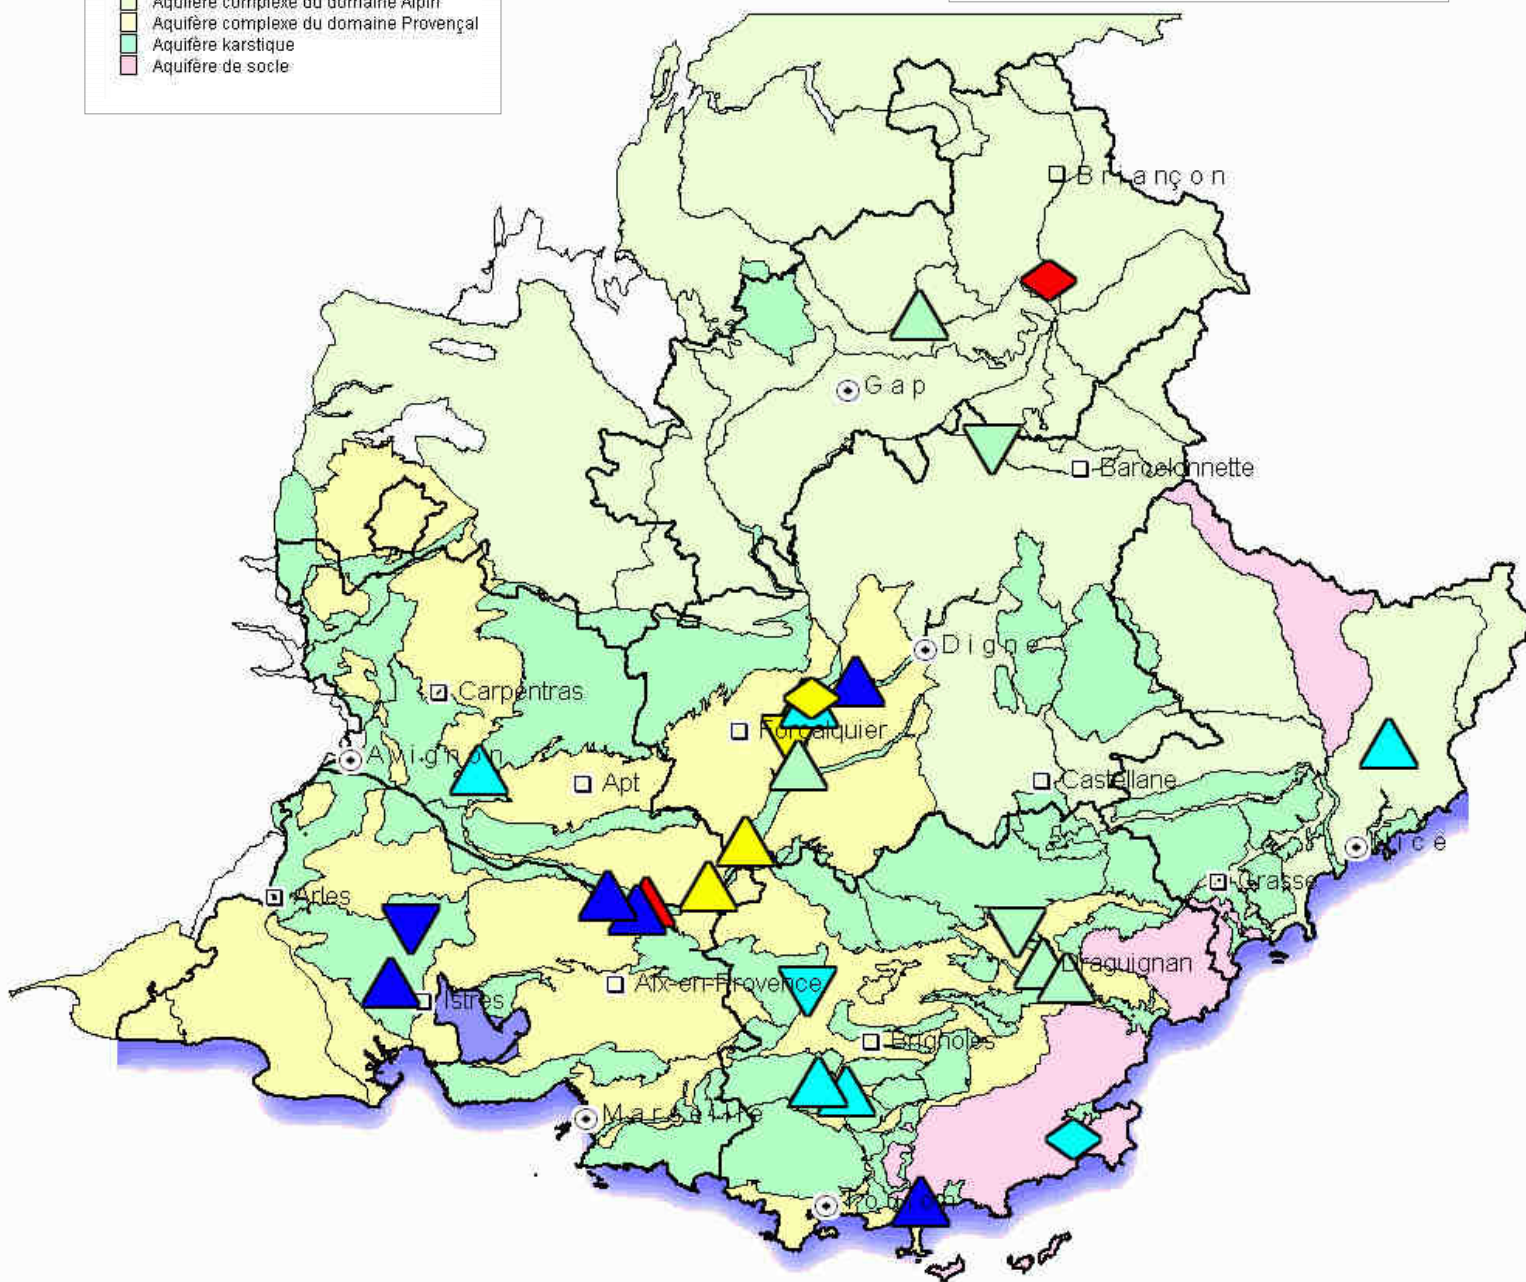 Aquifère complexe du domaine Alpin
Aquifère complexe du domaine Provençal
Aquifère karstique
Aquifère de socle
Briançon
Gap
Barcelonnette
Digne
Carpentras
Forcalquier
Avignon
Apt
Castellane
Nice
Grasse
Arles
Draguignan
Aix-en-Provence
Istres
Brignoles
Marseille
Toulon